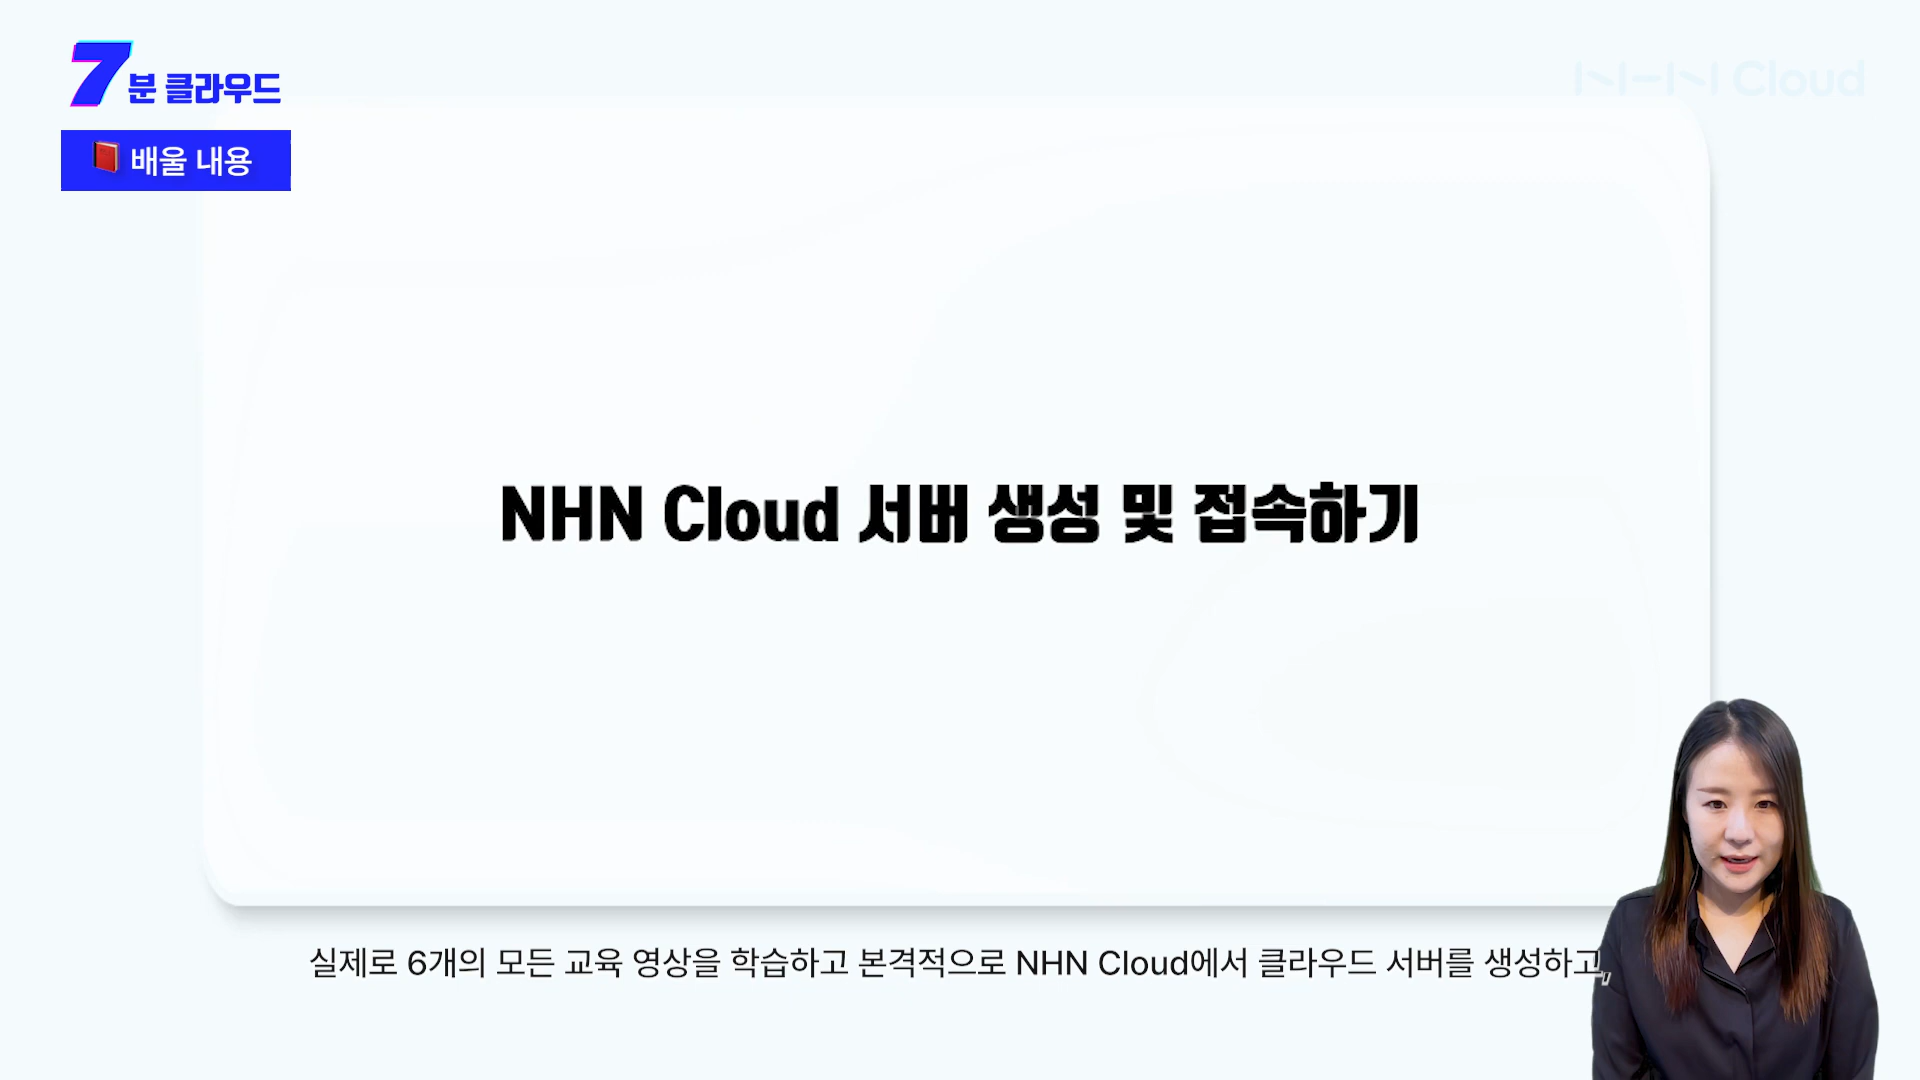 7분 클라우드
NHN Cloud
배울 내용
NHN Cloud 서버 생성 및 접속하기
실제로 6개의 모든 교육 영상을 학습하고 본격적으로 NHN Cloud에서 클라우드 서버를 생성하고,